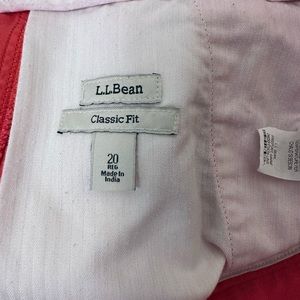 L.L.Bean
Classic Fit
20
REG
Made In
India